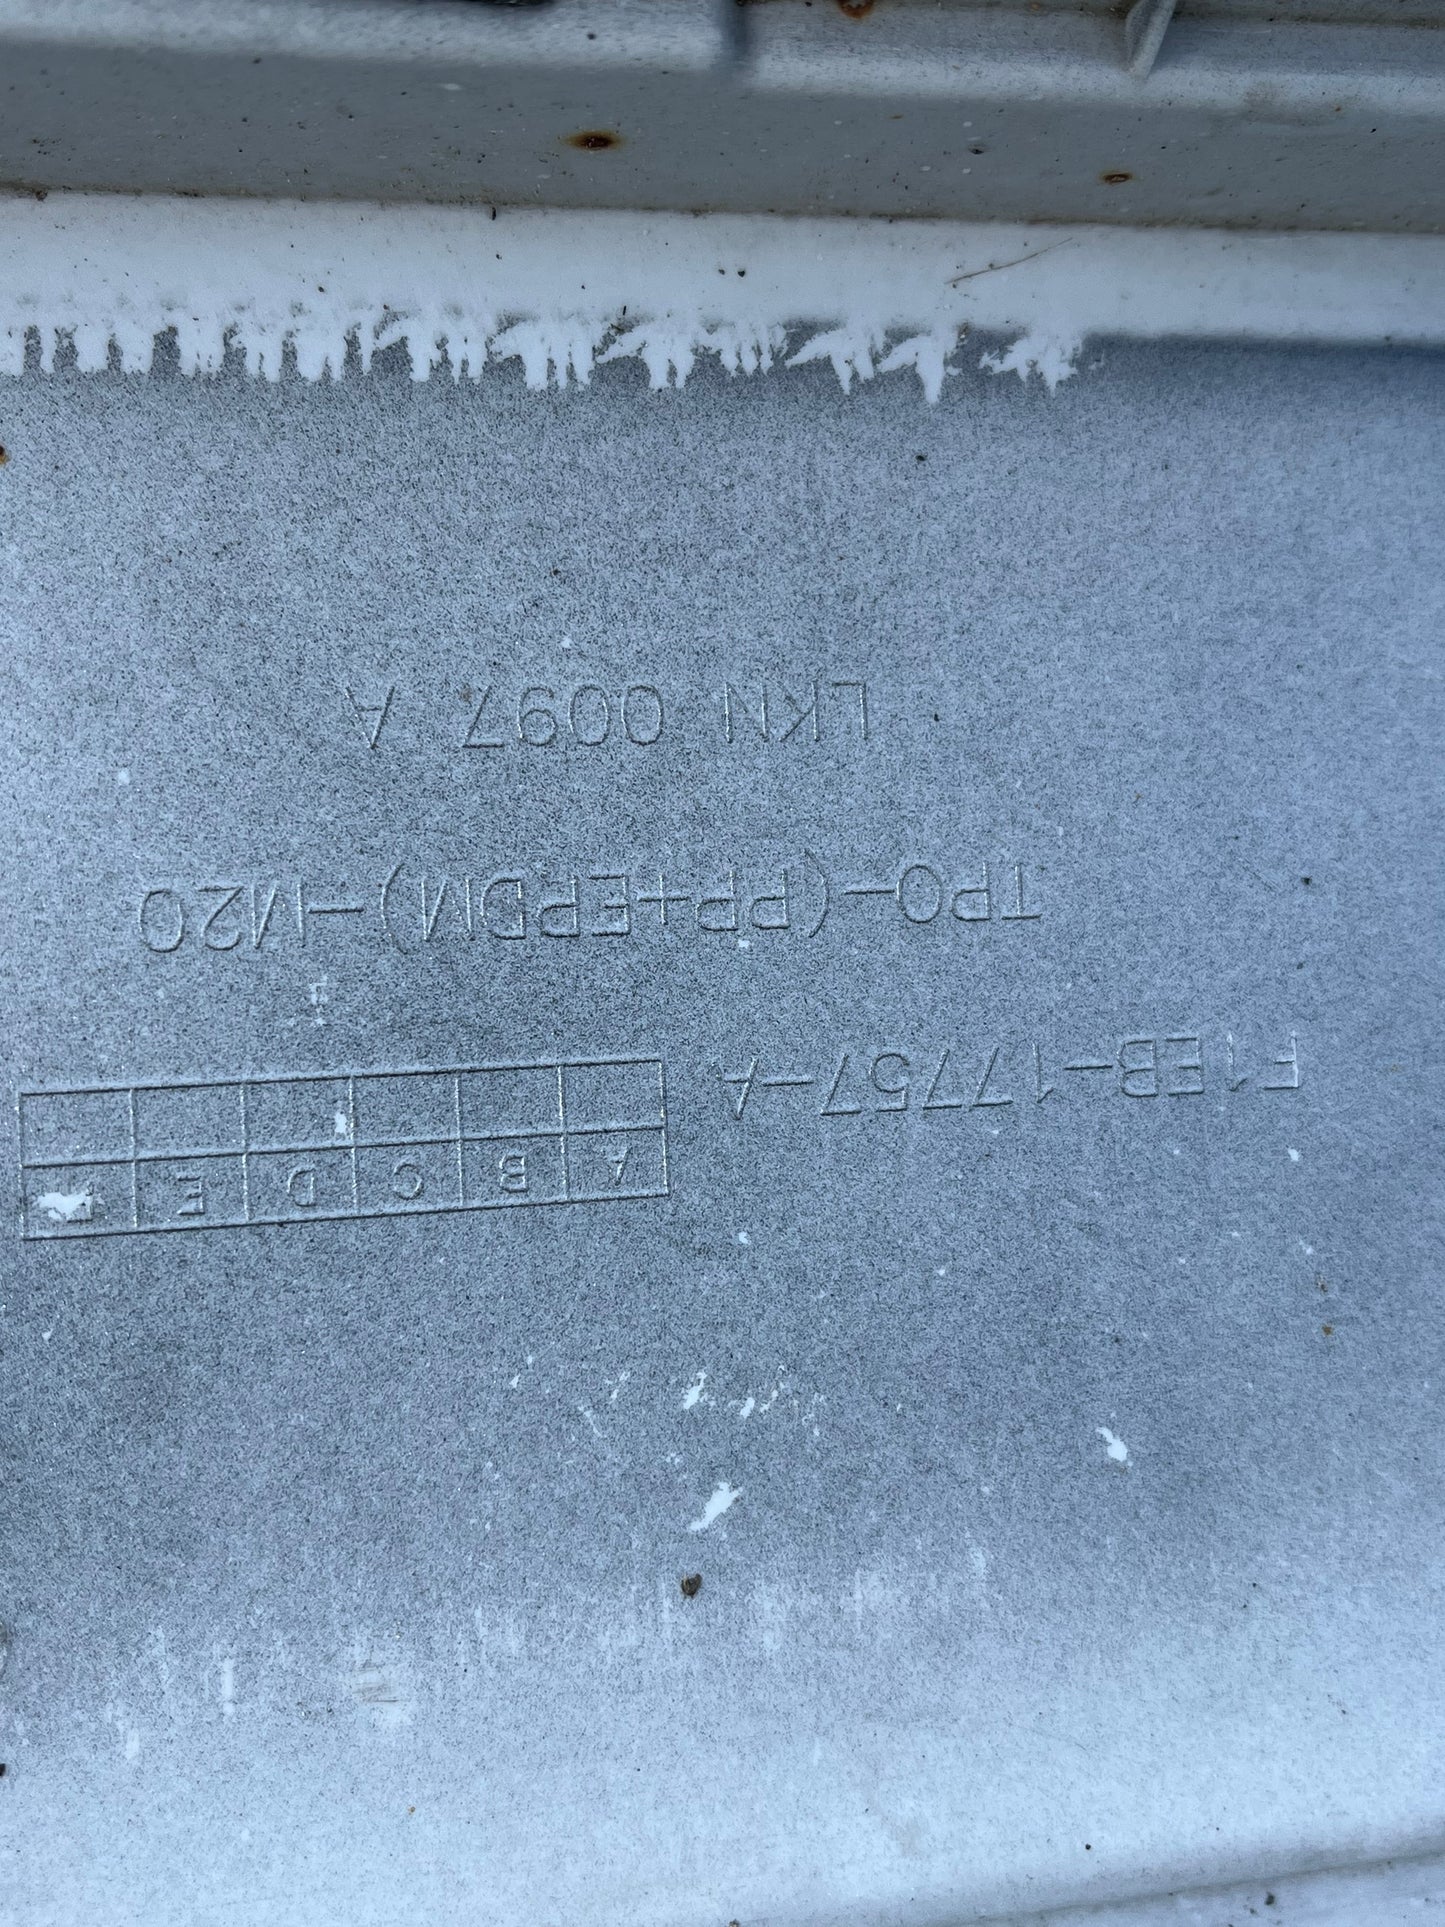 F1EB-17757-A
A B C D E F
TPO-(PP+EPDM)-M20
LKN 0097 A